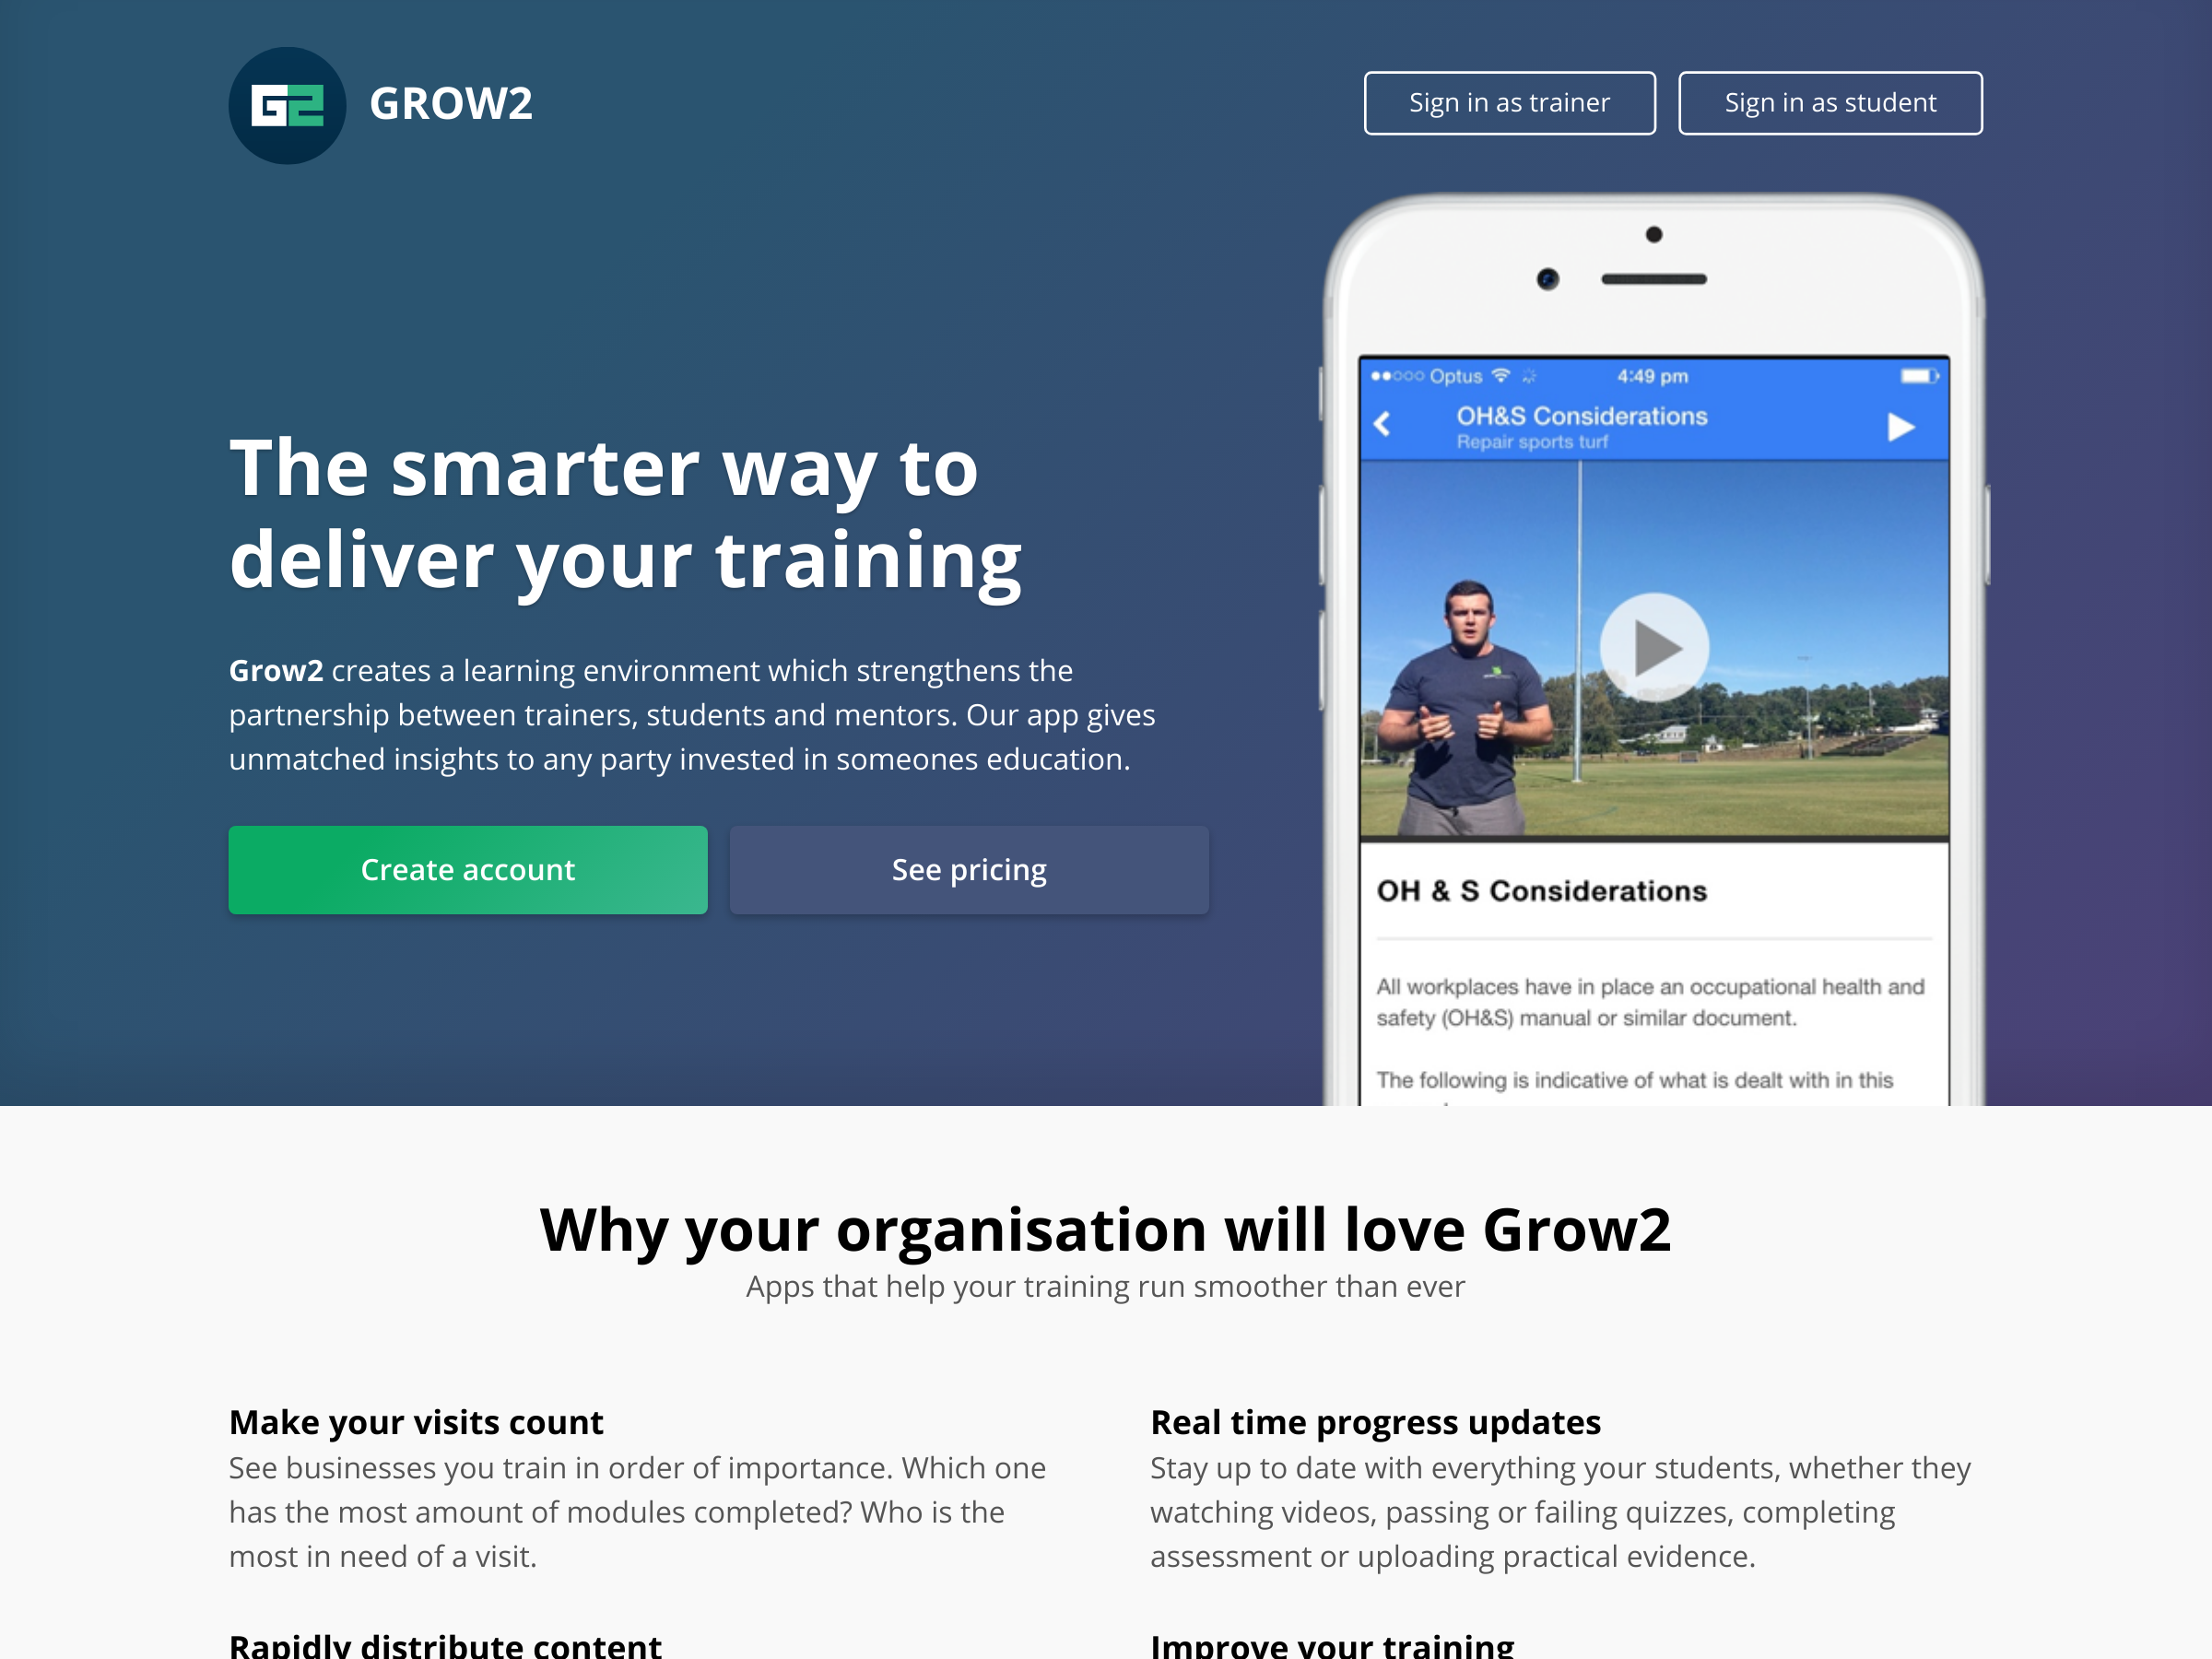 G2 GROW2
Sign in as trainer
Sign in as student
The smarter way to
deliver your training
Grow2 creates a learning environment which strengthens the
partnership between trainers, students and mentors. Our app gives
unmatched insights to any party invested in someones education.
Create account
See pricing
Optus 4:49 pm
OH&S Considerations
Repair sports turf
OH & S Considerations
All workplaces have in place an occupational health and
safety (OH&S) manual or similar document.
The following is indicative of what is dealt with in this
Why your organisation will love Grow2
Apps that help your training run smoother than ever
Make your visits count
See businesses you train in order of importance. Which one
has the most amount of modules completed? Who is the
most in need of a visit.
Real time progress updates
Stay up to date with everything your students, whether they
watching videos, passing or failing quizzes, completing
assessment or uploading practical evidence.
Rapidly distribute content
Improve your training